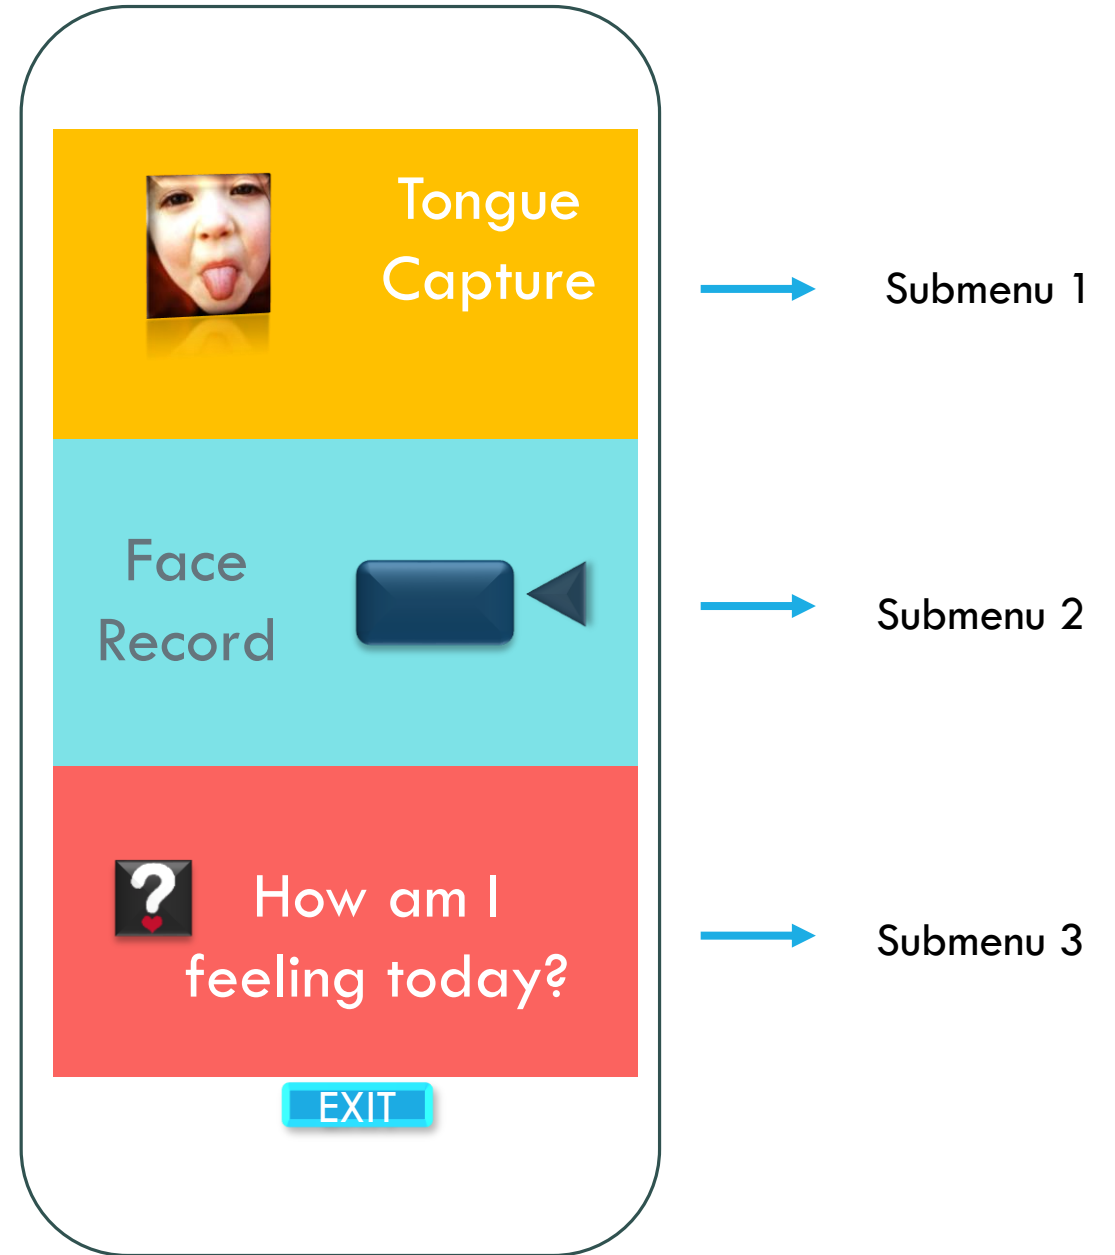 Tongue
Capture
Submenu 1
Face
Record
Submenu 2
?
How am I
feeling today?
Submenu 3
EXIT